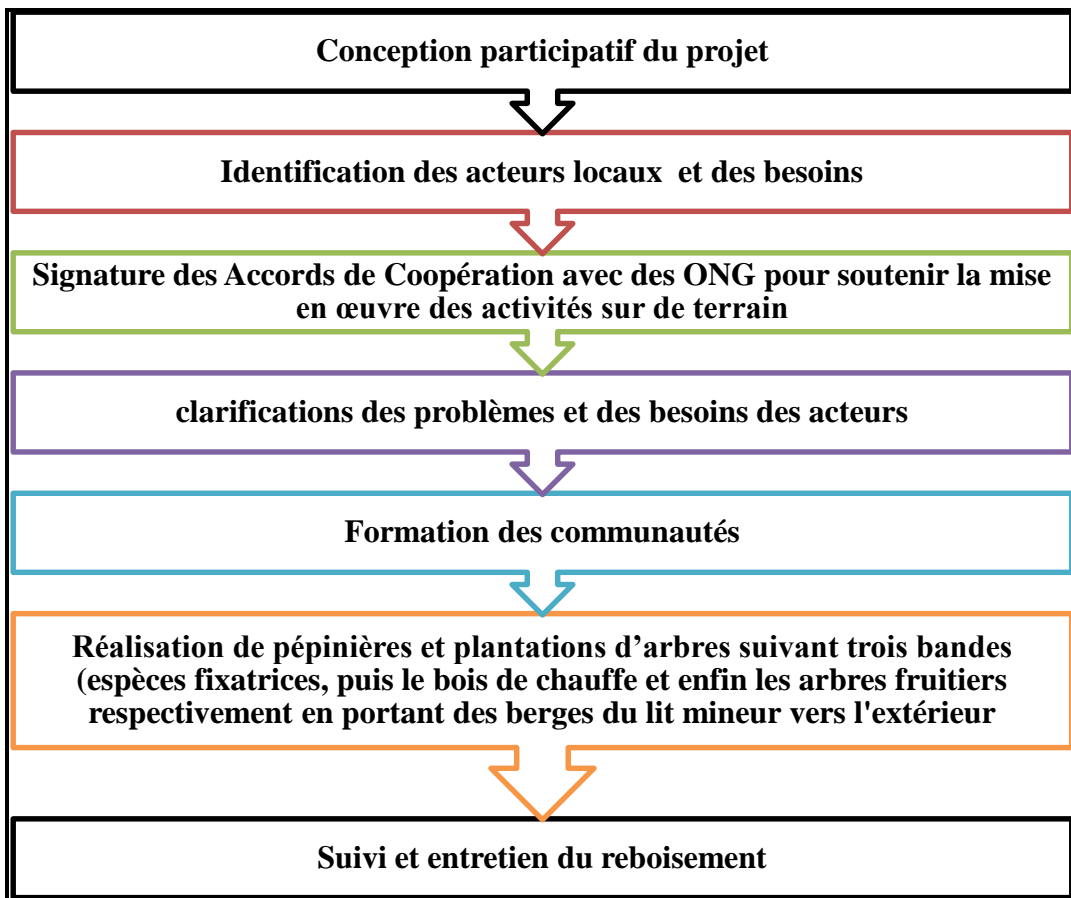 Conception participatif du projet
Identification des acteurs locaux et des besoins
Signature des Accords de Coopération avec des ONG pour soutenir la mise
en œuvre des activités sur de terrain
clarifications des problèmes et des besoins des acteurs
Formation des communautés
Réalisation de pépinières et plantations d’arbres suivant trois bandes
(espèces fixatrices, puis le bois de chauffe et enfin les arbres fruitiers
respectivement en portant des berges du lit mineur vers l'extérieur
Suivi et entretien du reboisement